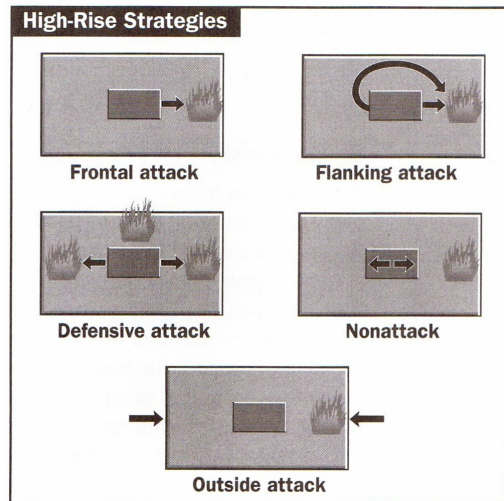 High-Rise Strategies
Frontal attack
Flanking attack
Defensive attack
Nonattack
Outside attack